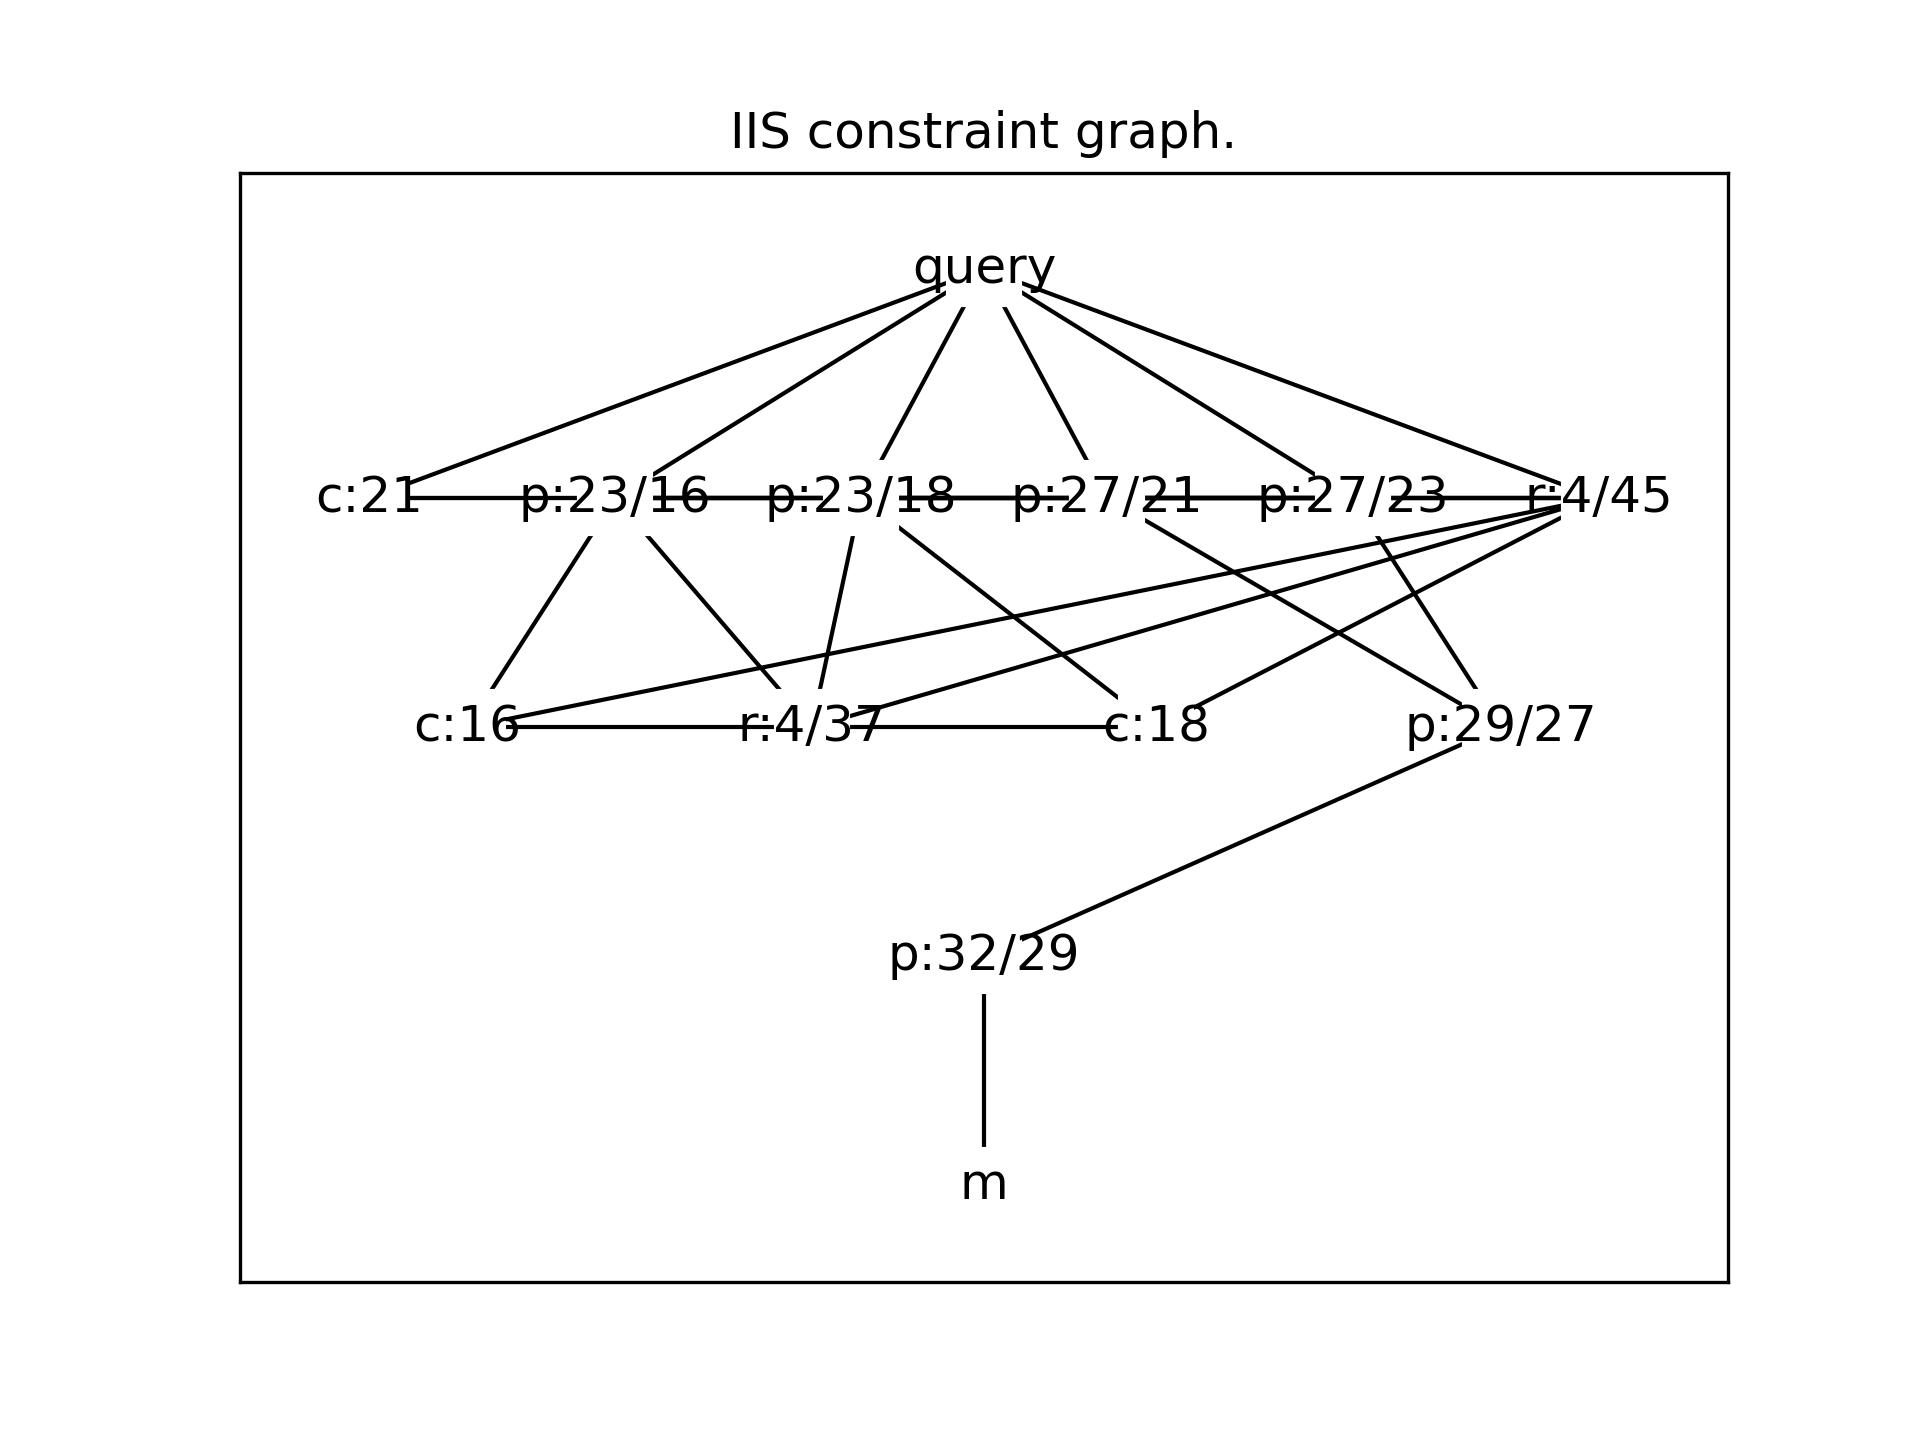 IIS constraint graph.
query
c:21 p:23/16 p:23/18 p:27/21 p:27/23 r:4/45
c:16 r:4/37 c:18 p:29/27
p:32/29
m